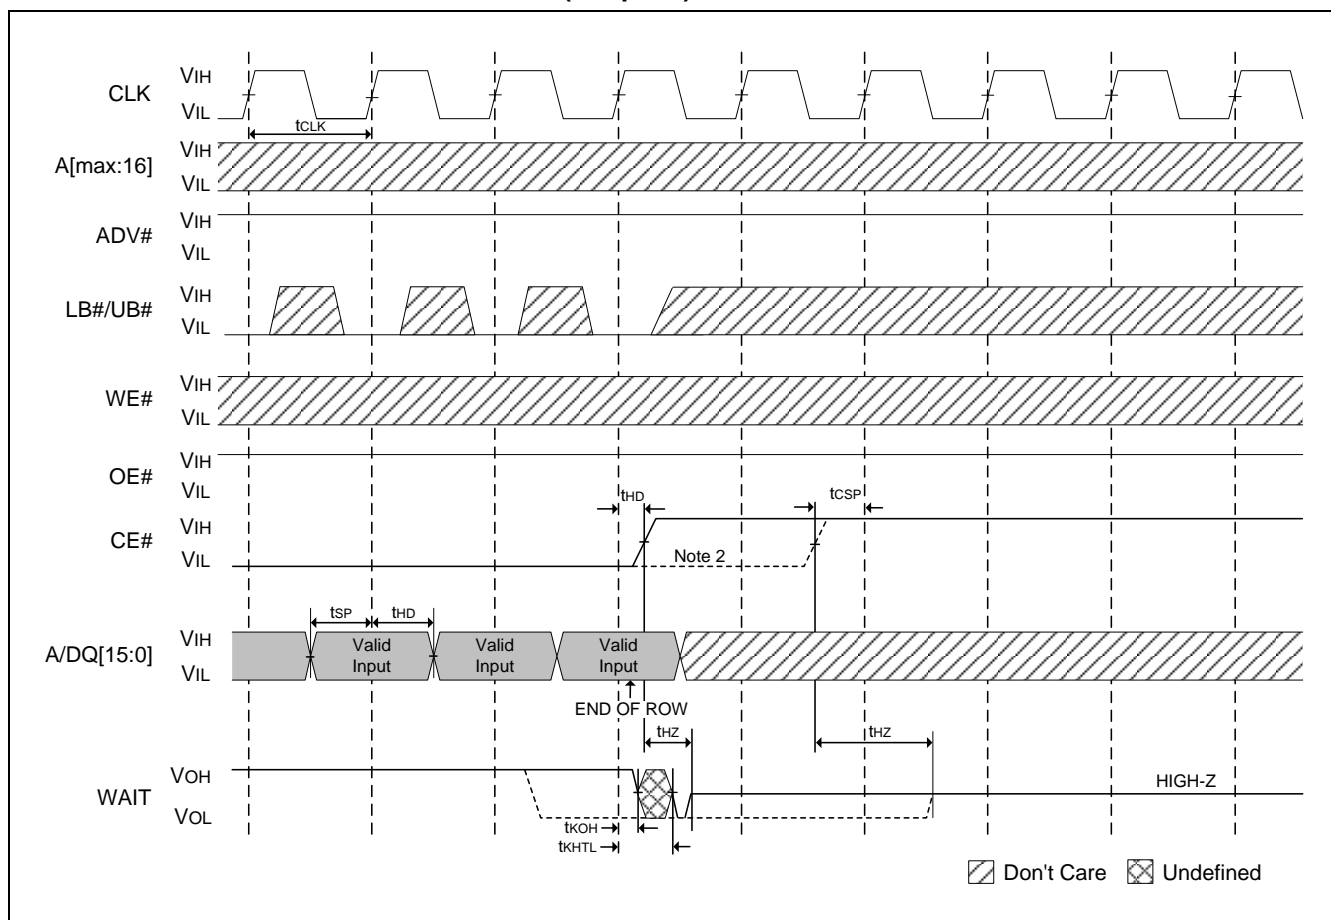 CLK
VIH
VIL
tCLK
A[max:16]
VIH
VIL
ADV#
VIH
VIL
LB#/UB#
VIH
VIL
WE#
VIH
VIL
OE#
VIH
VIL
tHD
tCSP
CE#
VIH
VIL
Note 2
tSP
tHD
A/DQ[15:0]
VIH
VIL
Valid
Input
Valid
Input
Valid
Input
END OF ROW
tHZ
tHZ
WAIT
VOH
VOL
HIGH-Z
tKOH
tKHTL
Don't Care
Undefined